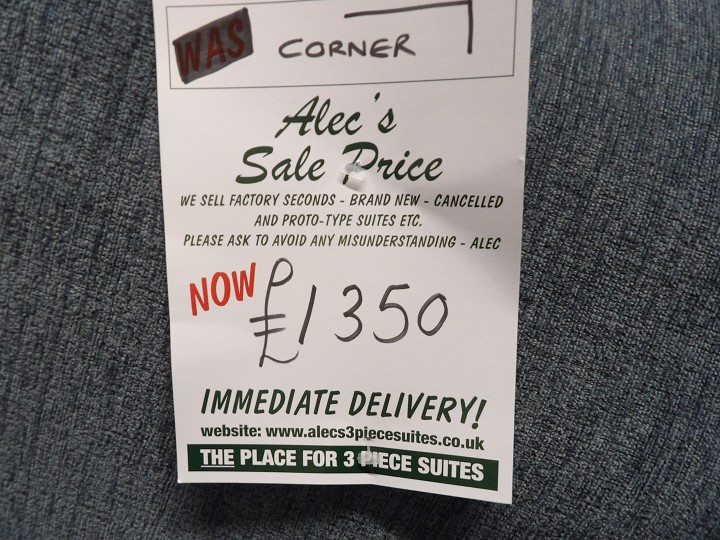 WAS CORNER
Alec's
Sale Price
WE SELL FACTORY SECONDS - BRAND NEW - CANCELLED
AND PROTO-TYPE SUITES ETC.
PLEASE ASK TO AVOID ANY MISUNDERSTANDING - ALEC
NOW £1350
IMMEDIATE DELIVERY!
website: www.alecs3piecesuites.co.uk
THE PLACE FOR 3 PIECE SUITES